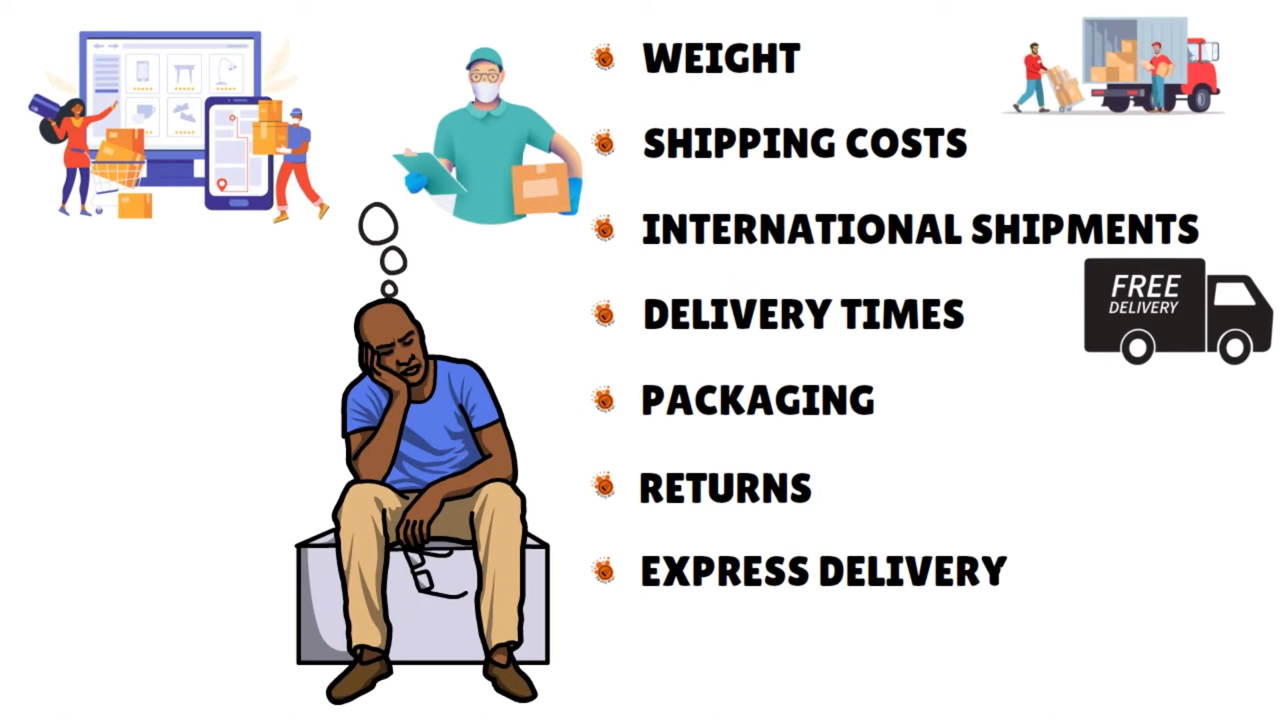 WEIGHT
SHIPPING COSTS
INTERNATIONAL SHIPMENTS
FREE
DELIVERY
DELIVERY TIMES
PACKAGING
RETURNS
EXPRESS DELIVERY